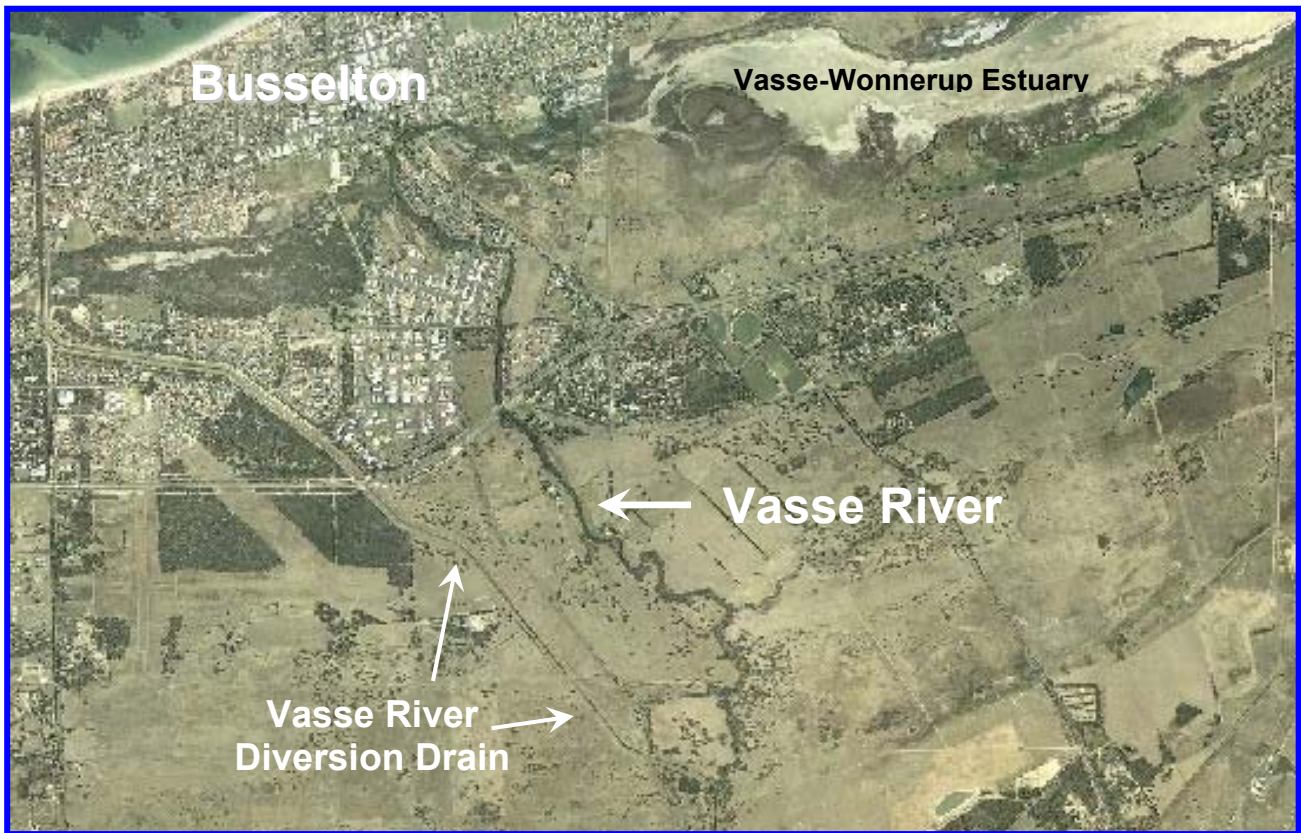 Busselton
Vasse-Wonnerup Estuary
Vasse River
Vasse River
Diversion Drain